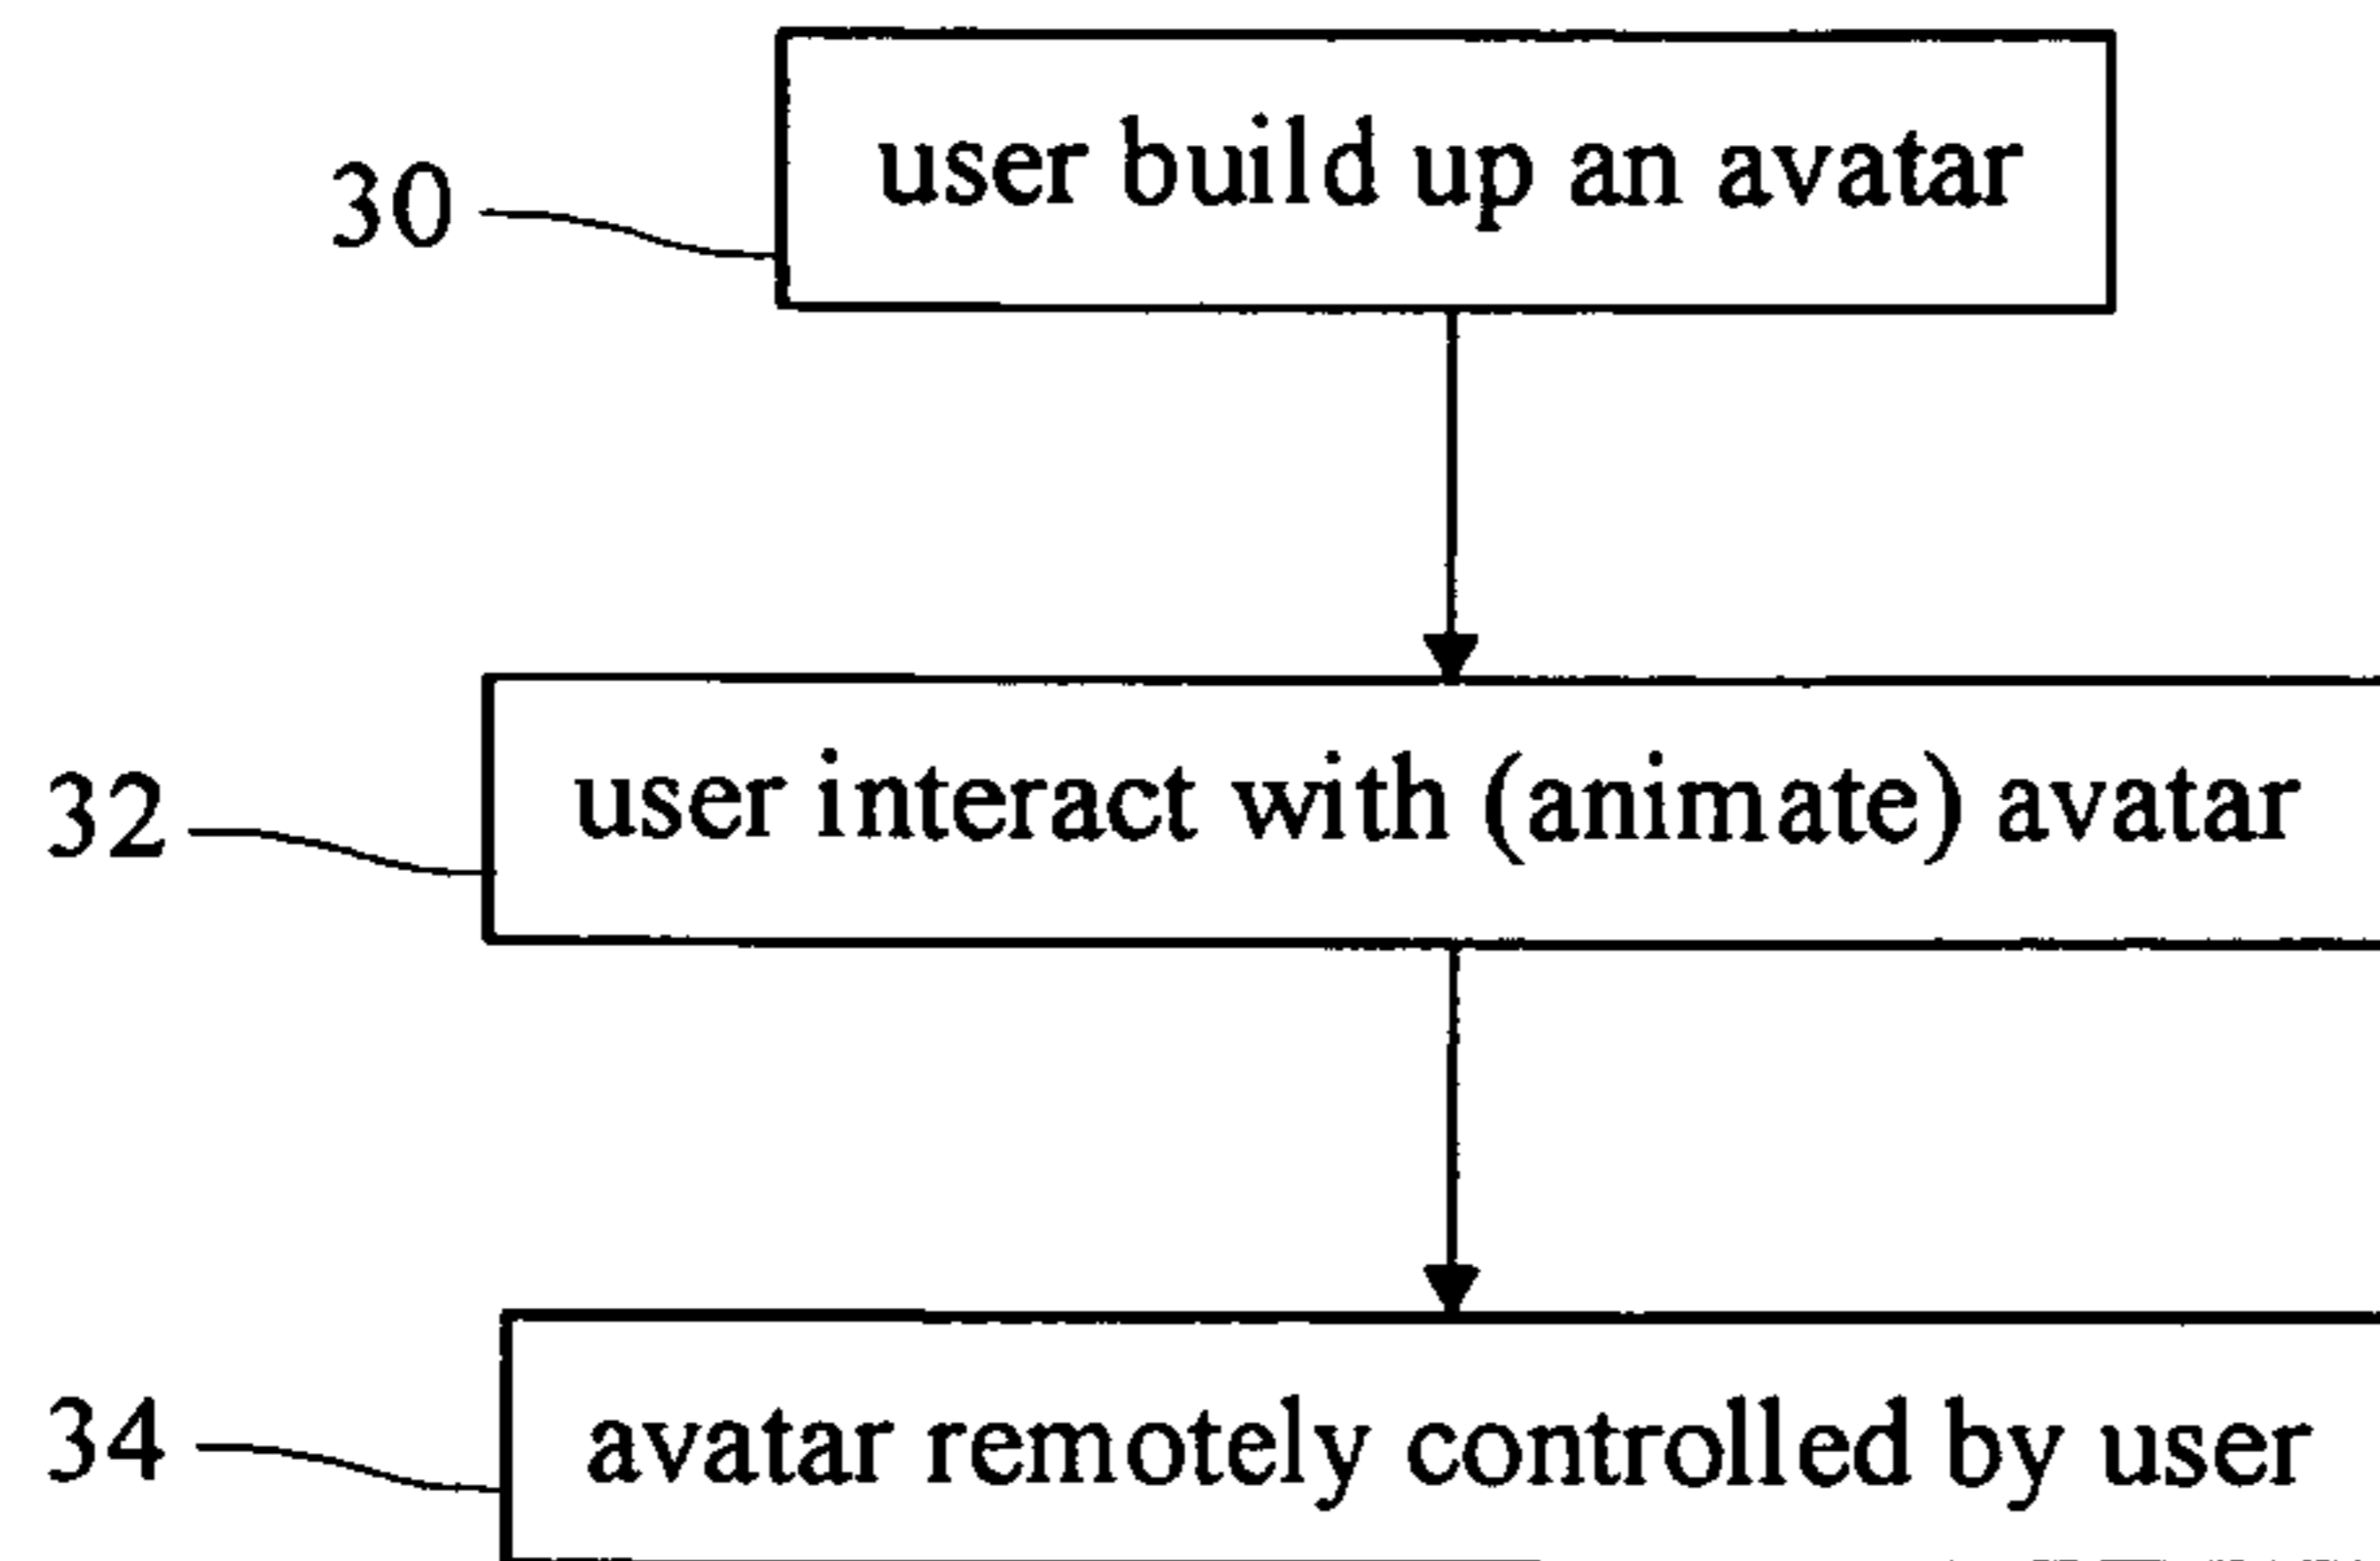 30 user build up an avatar
32 user interact with (animate) avatar
34 avatar remotely controlled by user